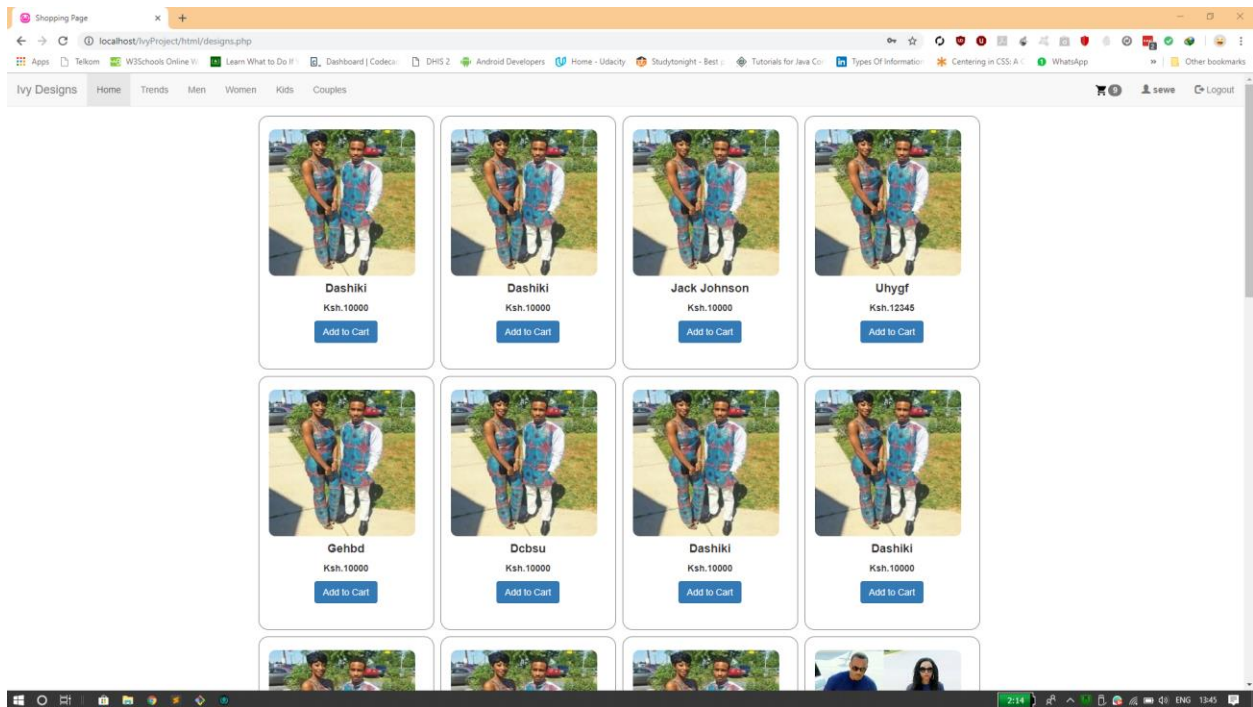 Shopping Page
localhost/IvyProject/html/designs.php
Apps Telkom W3Schools Online W Learn What to Do If Dashboard | Codeca DHIS 2 Android Developers Home - Udacity Studytonight - Best Tutorials for Java Co Types Of Information Centering in CSS: A WhatsApp » Other bookmarks
Ivy Designs Home Trends Men Women Kids Couples 9 sewe Logout
Dashiki Dashiki Jack Johnson Uhygf
Ksh.10000 Ksh.10000 Ksh.10000 Ksh.12345
Add to Cart Add to Cart Add to Cart Add to Cart
Gehbd Dcbsu Dashiki Dashiki
Ksh.10000 Ksh.10000 Ksh.10000 Ksh.10000
Add to Cart Add to Cart Add to Cart Add to Cart
2:14 ENG 13:45